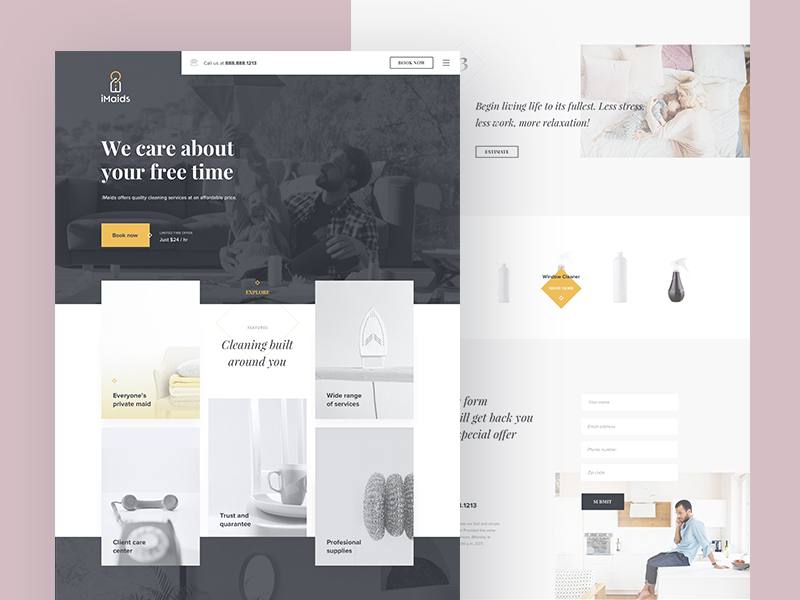 Call us at 888.888.1213
BOOK NOW
iMaids
We care about
your free time
iMaids offers quality cleaning services at an affordable price.
Book now
LIMITED TIME OFFER
Just $24 / hr
EXPLORE
FEATURES
Cleaning built
around you
Everyone's
private maid
Wide range
of services
Trust and
quarantee
Client care
center
Profesional
supplies
3
Begin living life to its fullest. Less stress,
less work, more relaxation!
ESTIMATE
Window Cleaner
form
ill get back you
pecial offer
Your name
Email address
Phone number
Zip code
SUBMIT
.1213